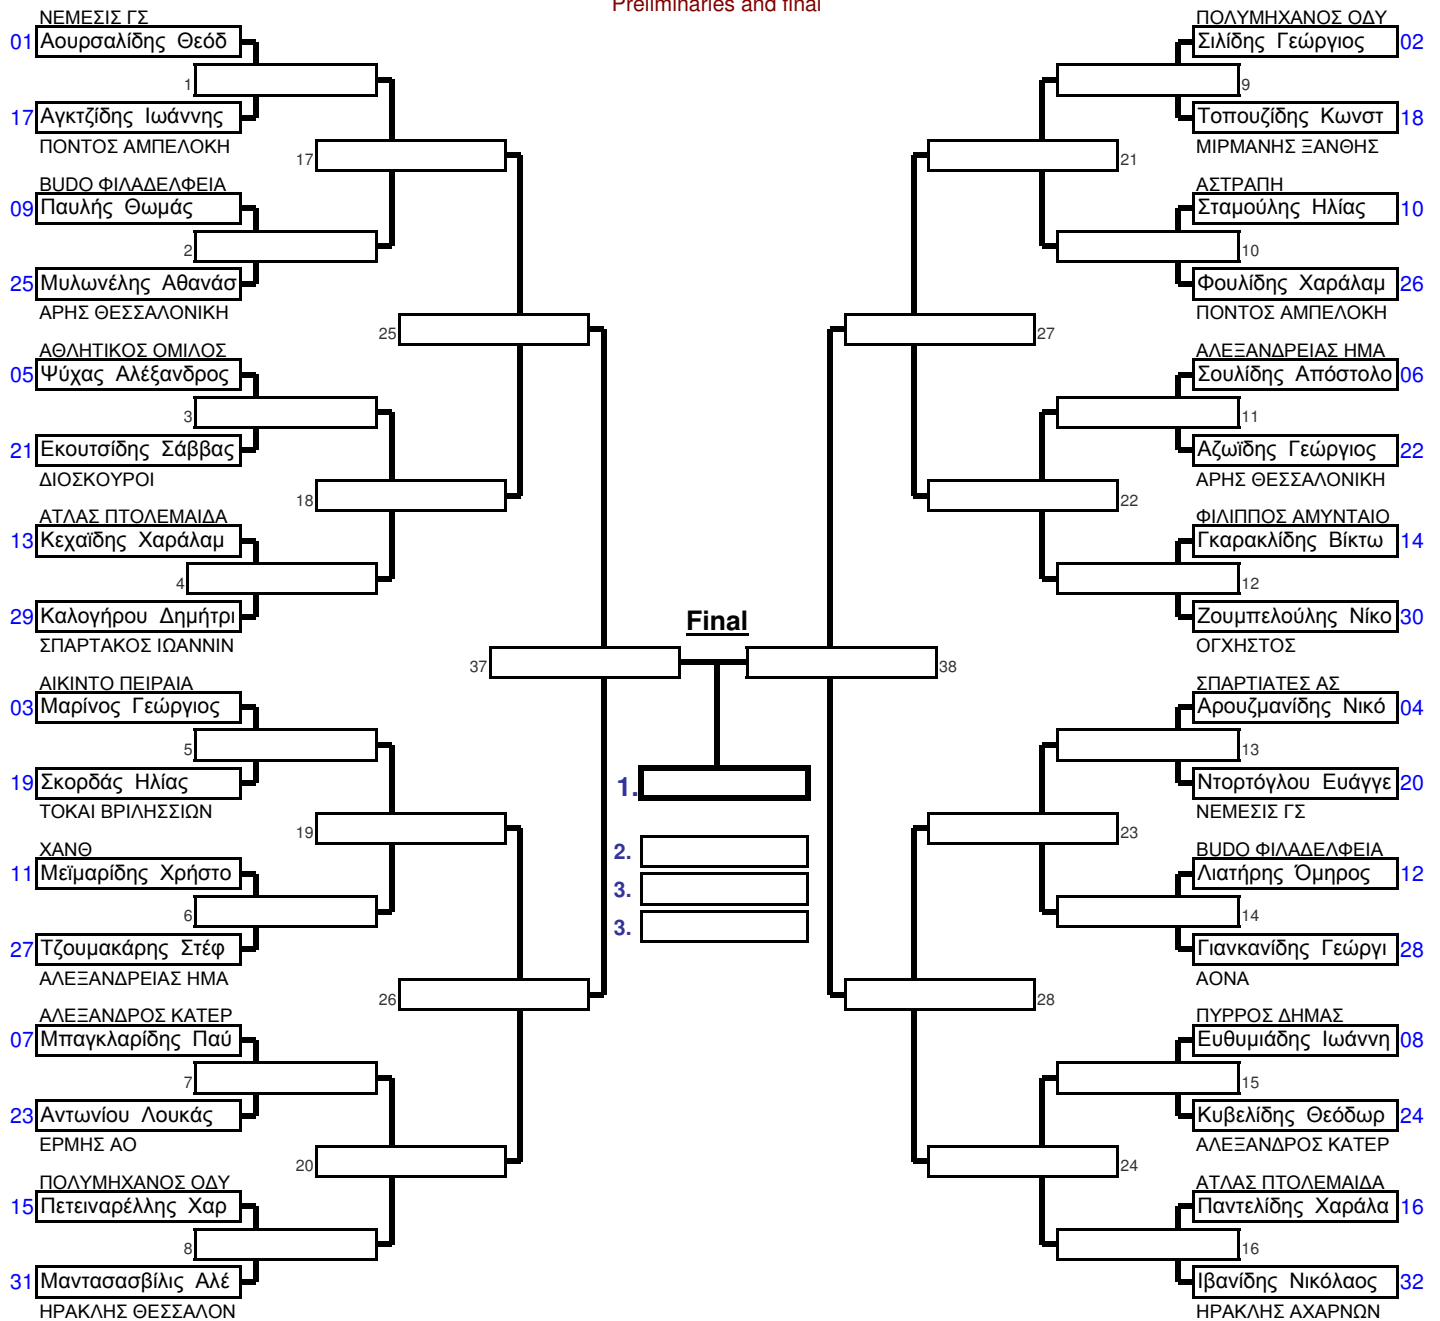 Preliminaries and final
ΝΕΜΕΣΙΣ ΓΣ
01 Αουρσαλίδης Θεόδ
1
17 Αγκτζίδης Ιωάννης
ΠΟΝΤΟΣ ΑΜΠΕΛΟΚΗ
17
BUDO ΦΙΛΑΔΕΛΦΕΙΑ
09 Παυλής Θωμάς
2
25 Μυλωνέλης Αθανάσ
ΑΡΗΣ ΘΕΣΣΑΛΟΝΙΚΗ
25
ΑΘΛΗΤΙΚΟΣ ΟΜΙΛΟΣ
05 Ψύχας Αλέξανδρος
3
21 Εκουτσίδης Σάββας
ΔΙΟΣΚΟΥΡΟΙ
18
ΑΤΛΑΣ ΠΤΟΛΕΜΑΙΔΑ
13 Κεχαΐδης Χαράλαμ
4
29 Καλογήρου Δημήτρι
ΣΠΑΡΤΑΚΟΣ ΙΩΑΝΝΙΝ
37
ΑΙΚΙΝΤΟ ΠΕΙΡΑΙΑ
03 Μαρίνος Γεώργιος
5
19 Σκορδάς Ηλίας
ΤΟΚΑΙ ΒΡΙΛΗΣΣΙΩΝ
19
ΧΑΝΘ
11 Μεϊμαρίδης Χρήστο
6
27 Τζουμακάρης Στέφ
ΑΛΕΞΑΝΔΡΕΙΑΣ ΗΜΑ
26
ΑΛΕΞΑΝΔΡΟΣ ΚΑΤΕΡ
07 Μπαγκλαρίδης Παύ
7
23 Αντωνίου Λουκάς
ΕΡΜΗΣ ΑΟ
20
ΠΟΛΥΜΗΧΑΝΟΣ ΟΔΥ
15 Πετειναρέλλης Χαρ
8
31 Μαντασασβίλις Αλέ
ΗΡΑΚΛΗΣ ΘΕΣΣΑΛΟΝ
Final
1.
2.
3.
3.
ΠΟΛΥΜΗΧΑΝΟΣ ΟΔΥ
Σιλίδης Γεώργιος 02
9
Τοπουζίδης Κωνστ 18
ΜΙΡΜΑΝΗΣ ΞΑΝΘΗΣ
21
ΑΣΤΡΑΠΗ
Σταμούλης Ηλίας 10
10
Φουλίδης Χαράλαμ 26
ΠΟΝΤΟΣ ΑΜΠΕΛΟΚΗ
27
ΑΛΕΞΑΝΔΡΕΙΑΣ ΗΜΑ
Σουλίδης Απόστολο 06
11
Αζωΐδης Γεώργιος 22
ΑΡΗΣ ΘΕΣΣΑΛΟΝΙΚΗ
22
ΦΙΛΙΠΠΟΣ ΑΜΥΝΤΑΙΟ
Γκαρακλίδης Βίκτω 14
12
Ζουμπελούλης Νίκο 30
ΟΓΧΗΣΤΟΣ
38
ΣΠΑΡΤΙΑΤΕΣ ΑΣ
Αρουζμανίδης Νικό 04
13
Ντορτόγλου Ευάγγε 20
ΝΕΜΕΣΙΣ ΓΣ
23
BUDO ΦΙΛΑΔΕΛΦΕΙΑ
Λιατήρης Όμηρος 12
14
Γιανκανίδης Γεώργι 28
ΑΟΝΑ
28
ΠΥΡΡΟΣ ΔΗΜΑΣ
Ευθυμιάδης Ιωάννη 08
15
Κυβελίδης Θεόδωρ 24
ΑΛΕΞΑΝΔΡΟΣ ΚΑΤΕΡ
24
ΑΤΛΑΣ ΠΤΟΛΕΜΑΙΔΑ
Παντελίδης Χαράλα 16
16
Ιβανίδης Νικόλαος 32
ΗΡΑΚΛΗΣ ΑΧΑΡΝΩΝ